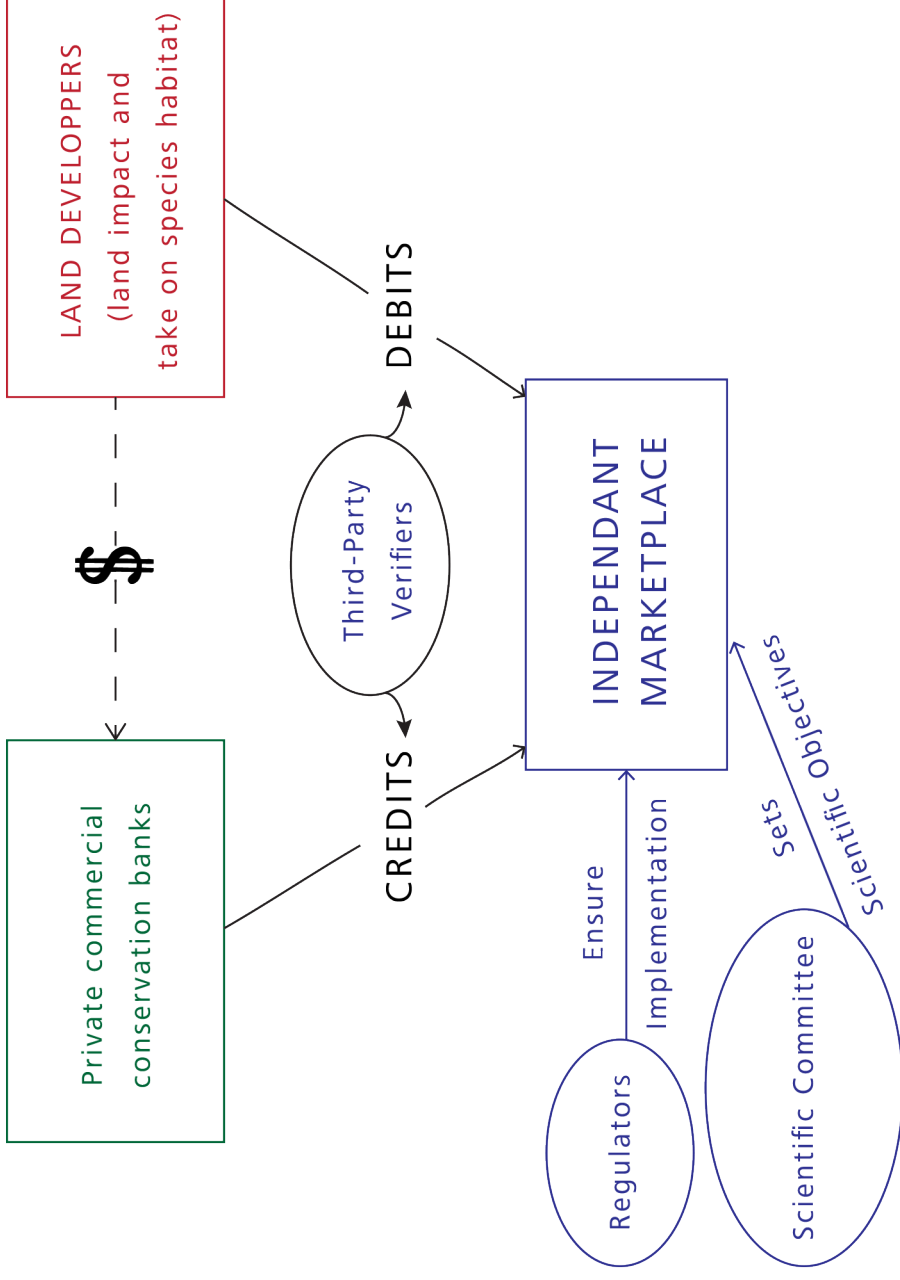 Private commercial
conservation banks
$
LAND DEVELOPPERS
(land impact and
take on species habitat)
Third-Party
Verifiers
CREDITS
DEBITS
Regulators
Ensure
Implementation
INDEPENDANT
MARKETPLACE
Scientific Committee
Sets
Scientific Objectives